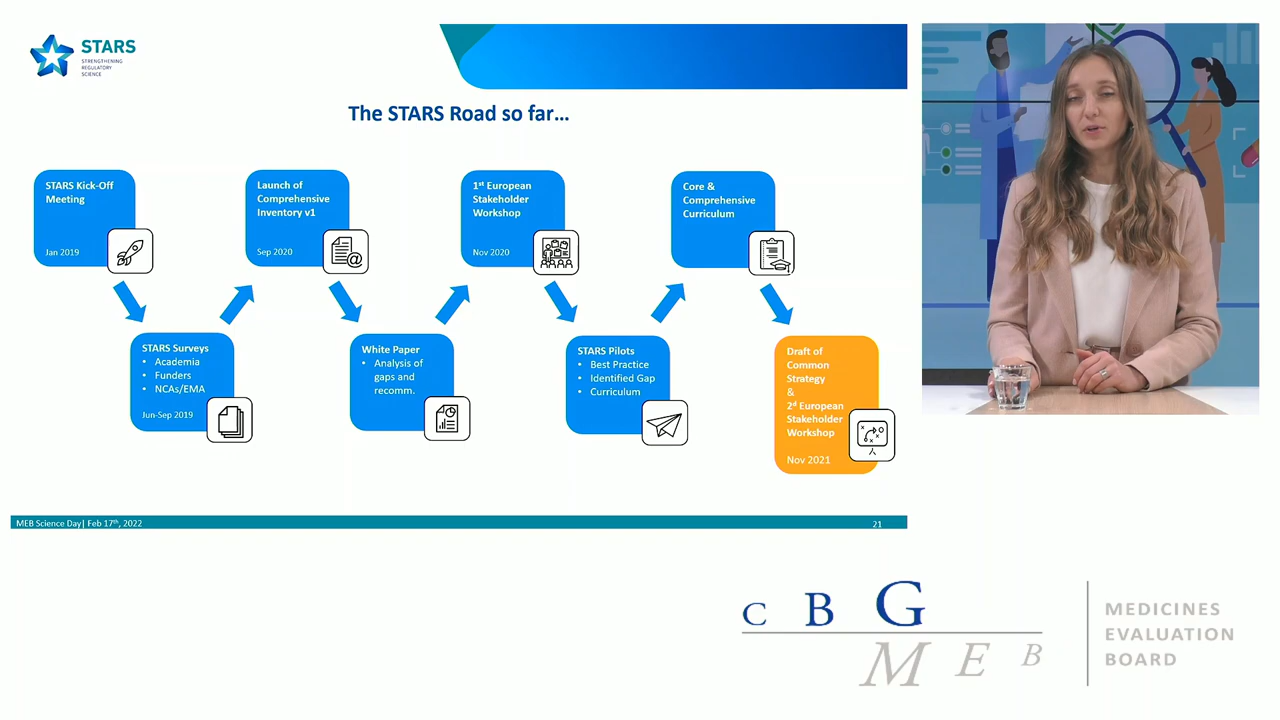 STARS
STRENGTHENING
REGULATORY
SCIENCE
The STARS Road so far...
STARS Kick-Off
Meeting
Jan 2019
Launch of
Comprehensive
Inventory v1
Sep 2020
1st European
Stakeholder
Workshop
Nov 2020
Core &
Comprehensive
Curriculum
STARS Surveys
• Academia
• Funders
• NCAs/EMA
Jun-Sep 2019
White Paper
• Analysis of
gaps and
recomm.
STARS Pilots
• Best Practice
• Identified Gap
• Curriculum
Draft of
Common
Strategy
&
2d European
Stakeholder
Workshop
Nov 2021
MEB Science Day| Feb 17th, 2022
21
C B G
M E B
MEDICINES
EVALUATION
BOARD